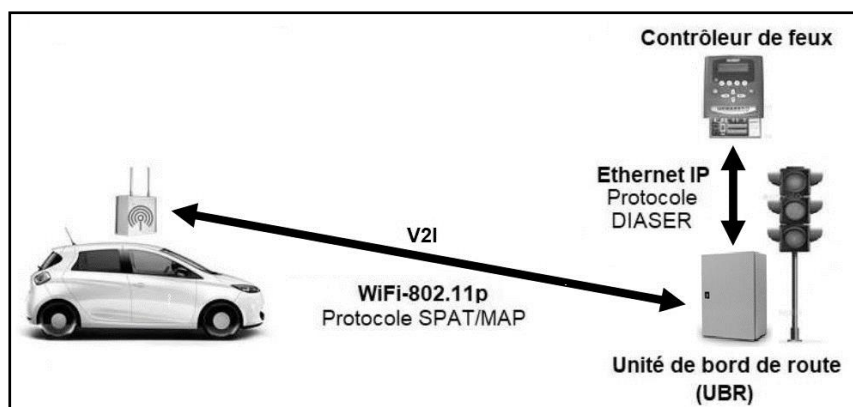 Contrôleur de feux
Ethernet IP
Protocole
DIASER
V2I
WiFi-802.11p
Protocole SPAT/MAP
Unité de bord de route
(UBR)